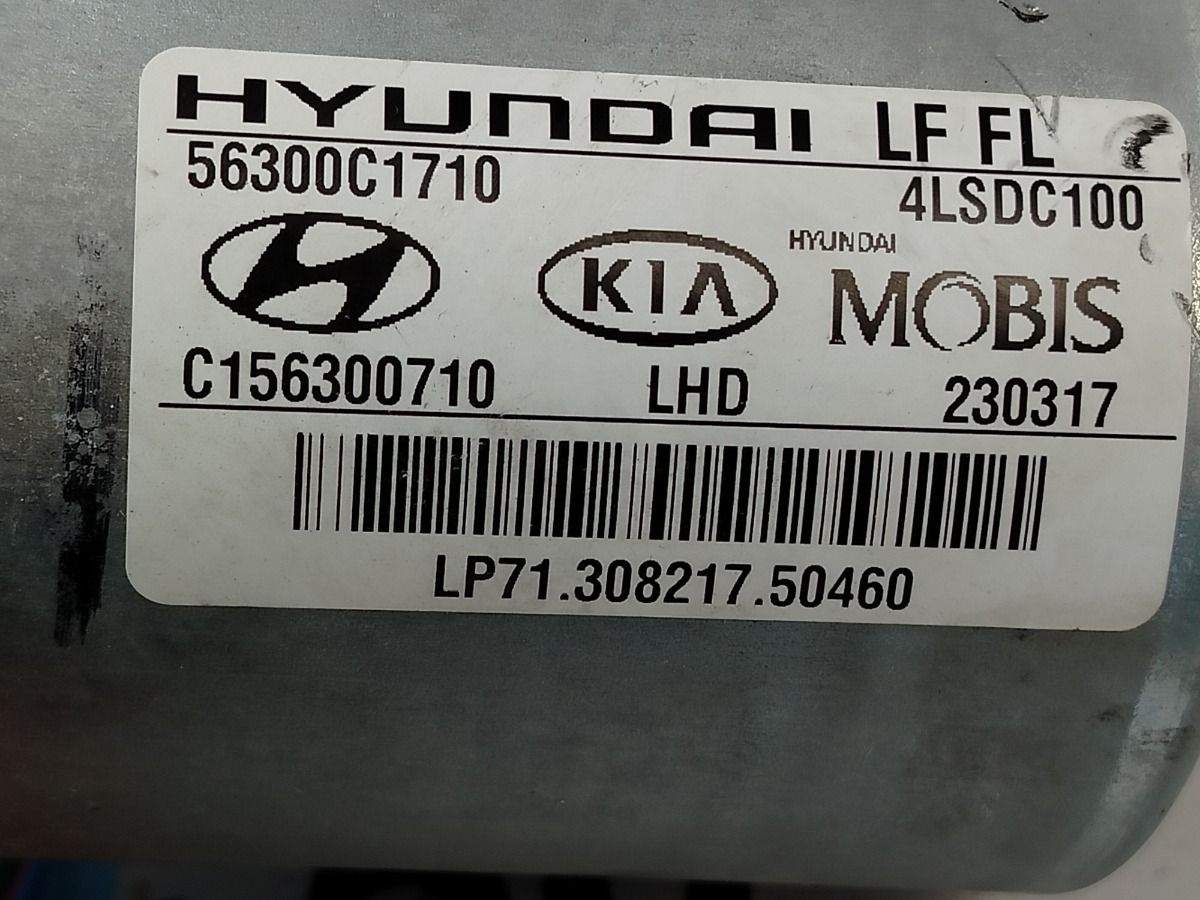 HYUNDAI LF FL
56300C1710 4LSDC100
KIA HYUNDAI MOBIS
C156300710 LHD 230317
LP71.308217.50460